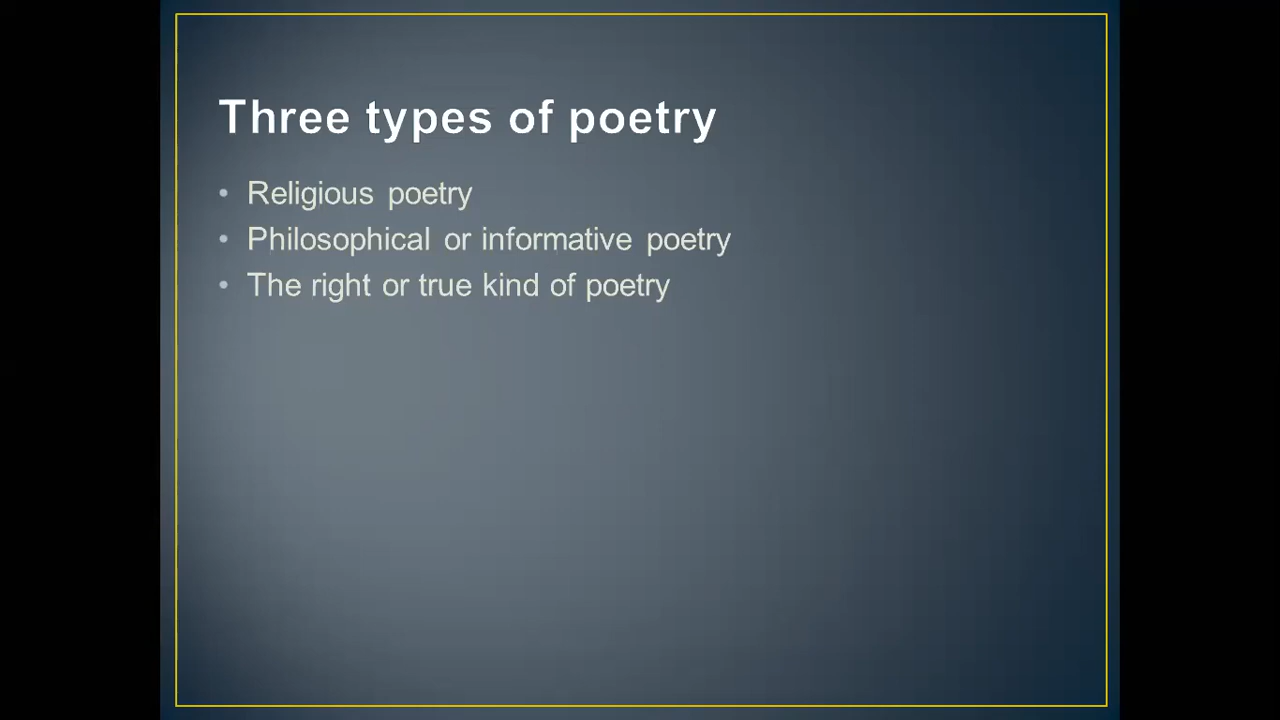 Three types of poetry
• Religious poetry
• Philosophical or informative poetry
• The right or true kind of poetry